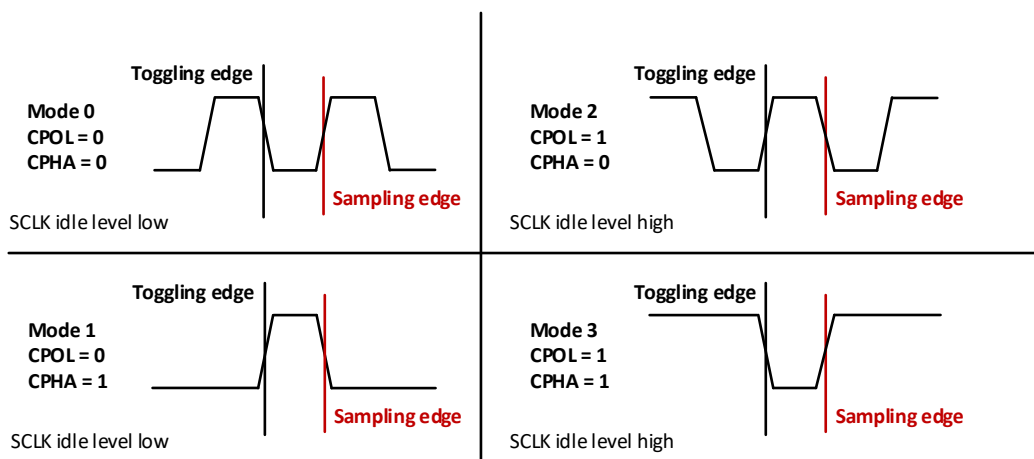 Toggling edge
Mode 0
CPOL = 0
CPHA = 0
Sampling edge
SCLK idle level low
Toggling edge
Mode 2
CPOL = 1
CPHA = 0
Sampling edge
SCLK idle level high
Toggling edge
Mode 1
CPOL = 0
CPHA = 1
Sampling edge
SCLK idle level low
Toggling edge
Mode 3
CPOL = 1
CPHA = 1
Sampling edge
SCLK idle level high